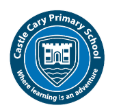 Castle Cary Primary School
Where learning is an adventure